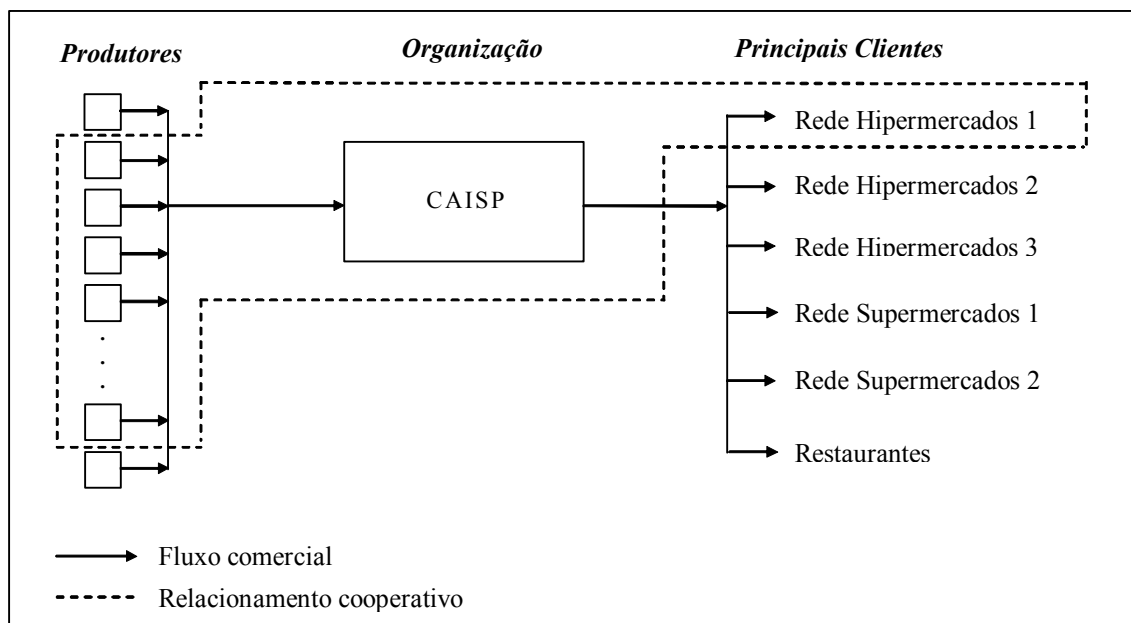 Produtores
Organização
Principais Clientes
Rede Hipermercados 1
CAISP
Rede Hipermercados 2
Rede Hipermercados 3
Rede Supermercados 1
Rede Supermercados 2
Restaurantes
Fluxo comercial
Relacionamento cooperativo